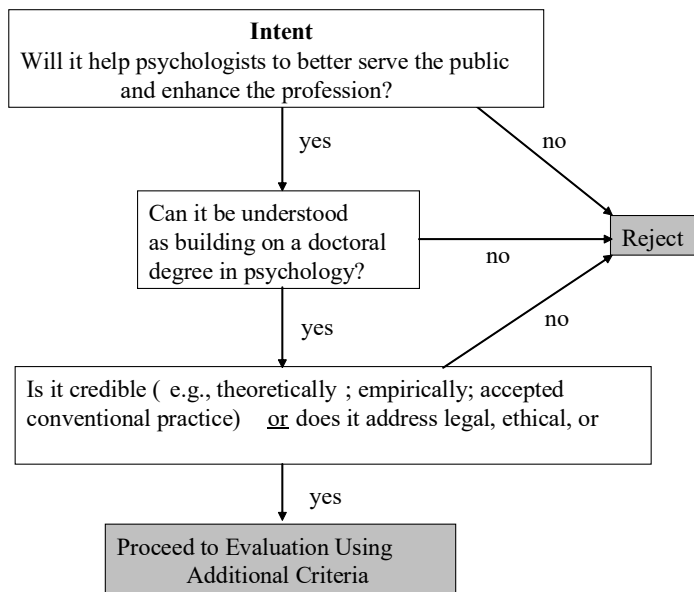 Intent
Will it help psychologists to better serve the public
and enhance the profession?
yes
no
Can it be understood
as building on a doctoral
degree in psychology?
no
Reject
yes
no
Is it credible ( e.g., theoretically ; empirically; accepted
conventional practice) or does it address legal, ethical, or
yes
Proceed to Evaluation Using
Additional Criteria